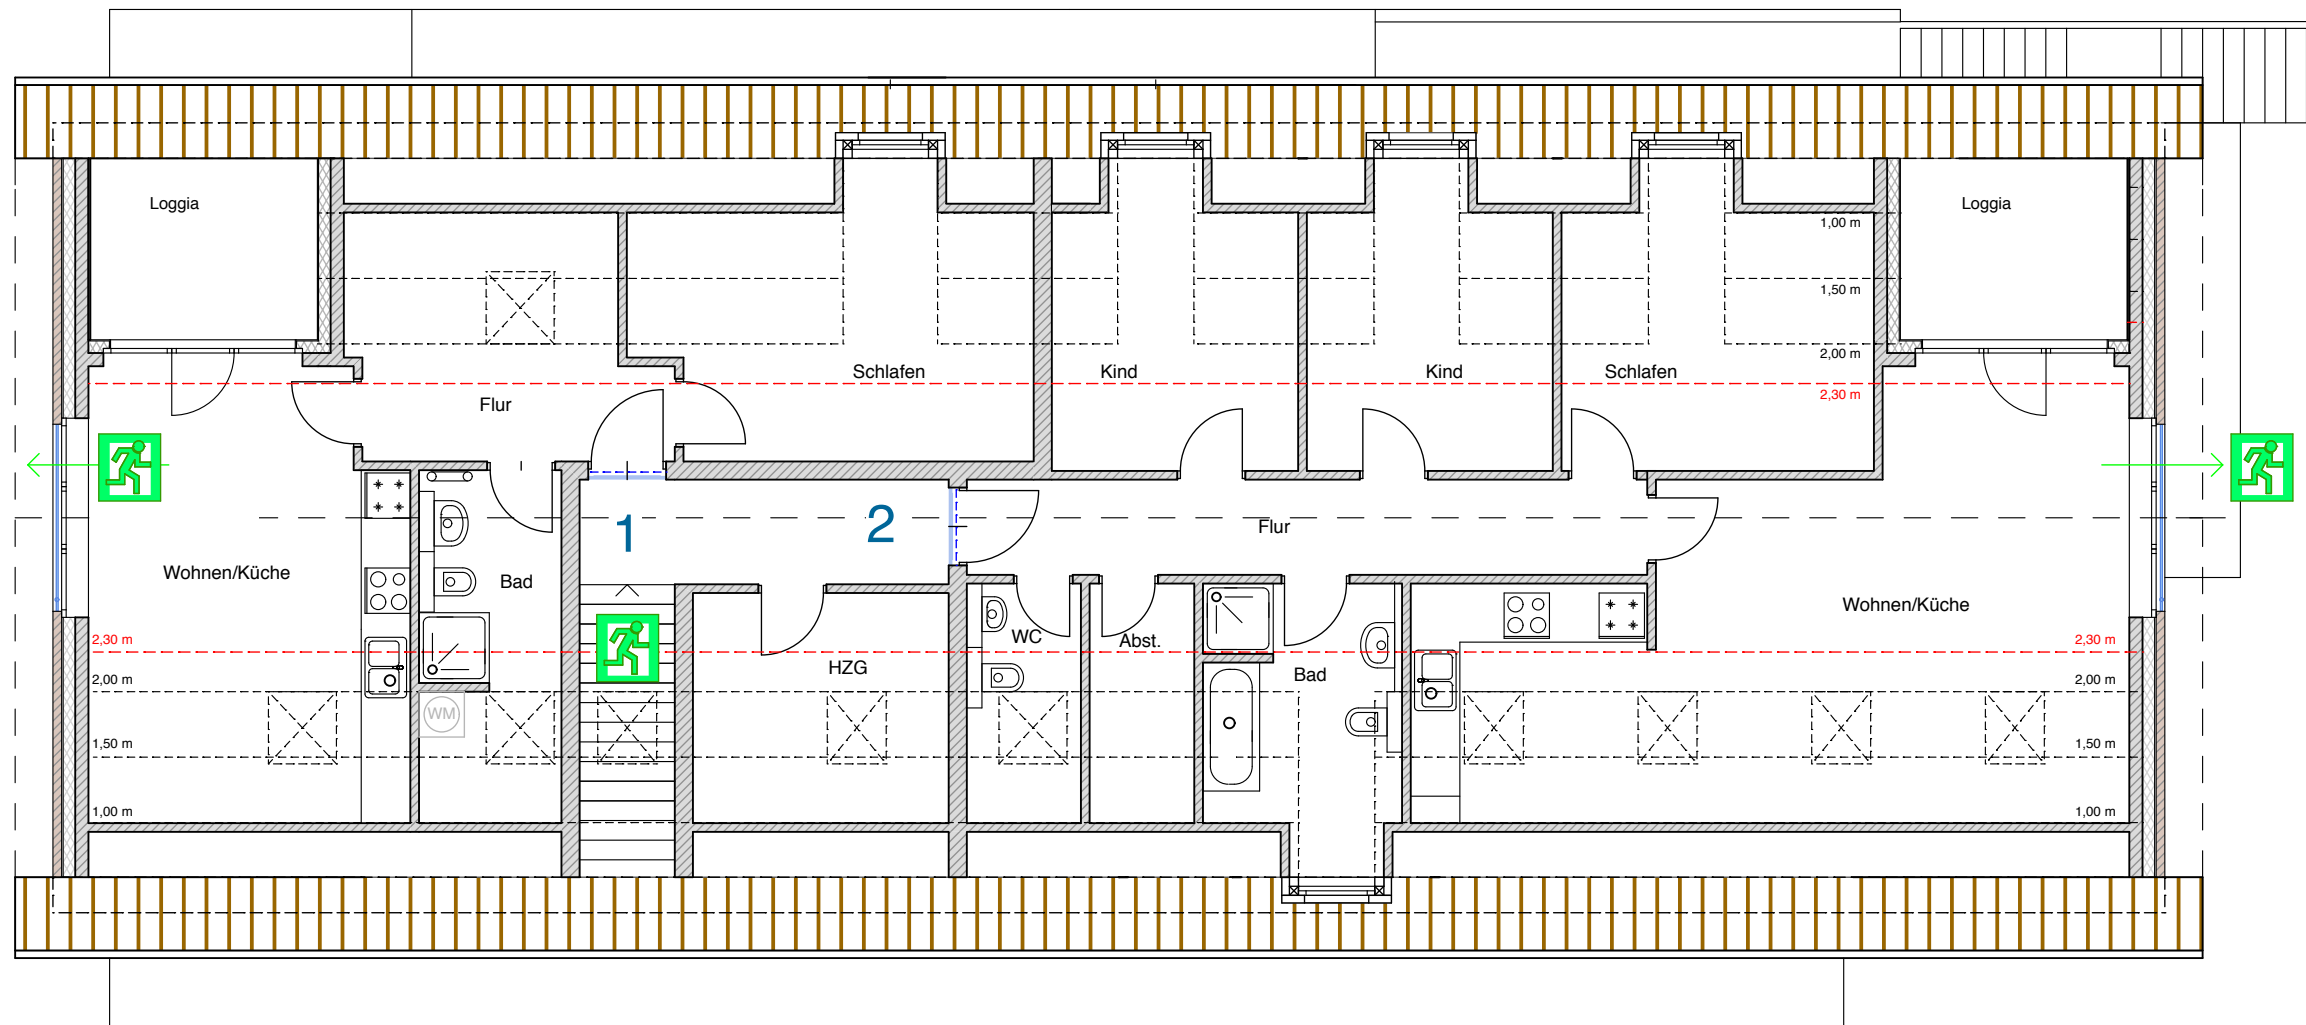 Loggia
Loggia
1,00 m
1,50 m
2,00 m
2,30 m
Schlafen
Kind
Kind
Schlafen
Flur
1
2
Flur
Wohnen/Küche
Bad
Wohnen/Küche
WC
Abst.
HZG
Bad
WM
2,30 m
2,00 m
1,50 m
1,00 m
2,30 m
2,00 m
1,50 m
1,00 m